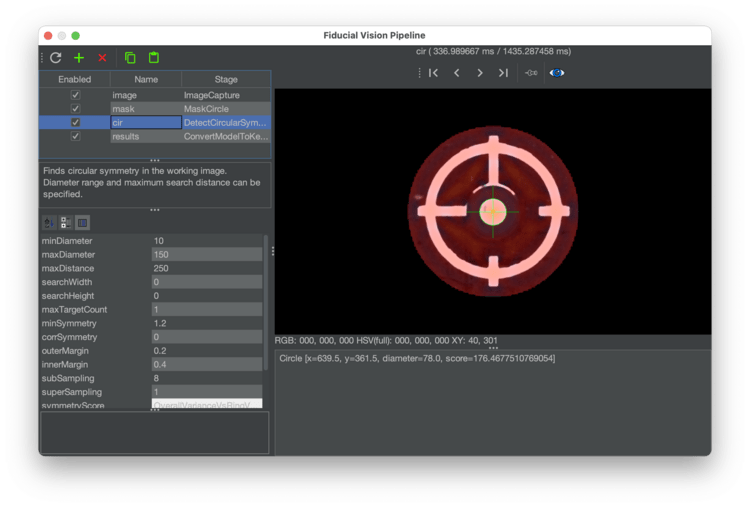 Fiducial Vision Pipeline
cir ( 336.989667 ms / 1435.287458 ms)
Enabled Name Stage
image ImageCapture
mask MaskCircle
cir DetectCircularSym...
results ConvertModelToKe...
Finds circular symmetry in the working image.
Diameter range and maximum search distance can be
specified.
minDiameter 10
maxDiameter 150
maxDistance 250
searchWidth 0
searchHeight 0
maxTargetCount 1
minSymmetry 1.2
corrSymmetry 0
outerMargin 0.2
innerMargin 0.4
subSampling 8
superSampling 1
symmetryScore OverallVarianceVsRingV...
RGB: 000, 000, 000 HSV(full): 000, 000, 000 XY: 40, 301
Circle [x=639.5, y=361.5, diameter=78.0, score=176.4677510769054]